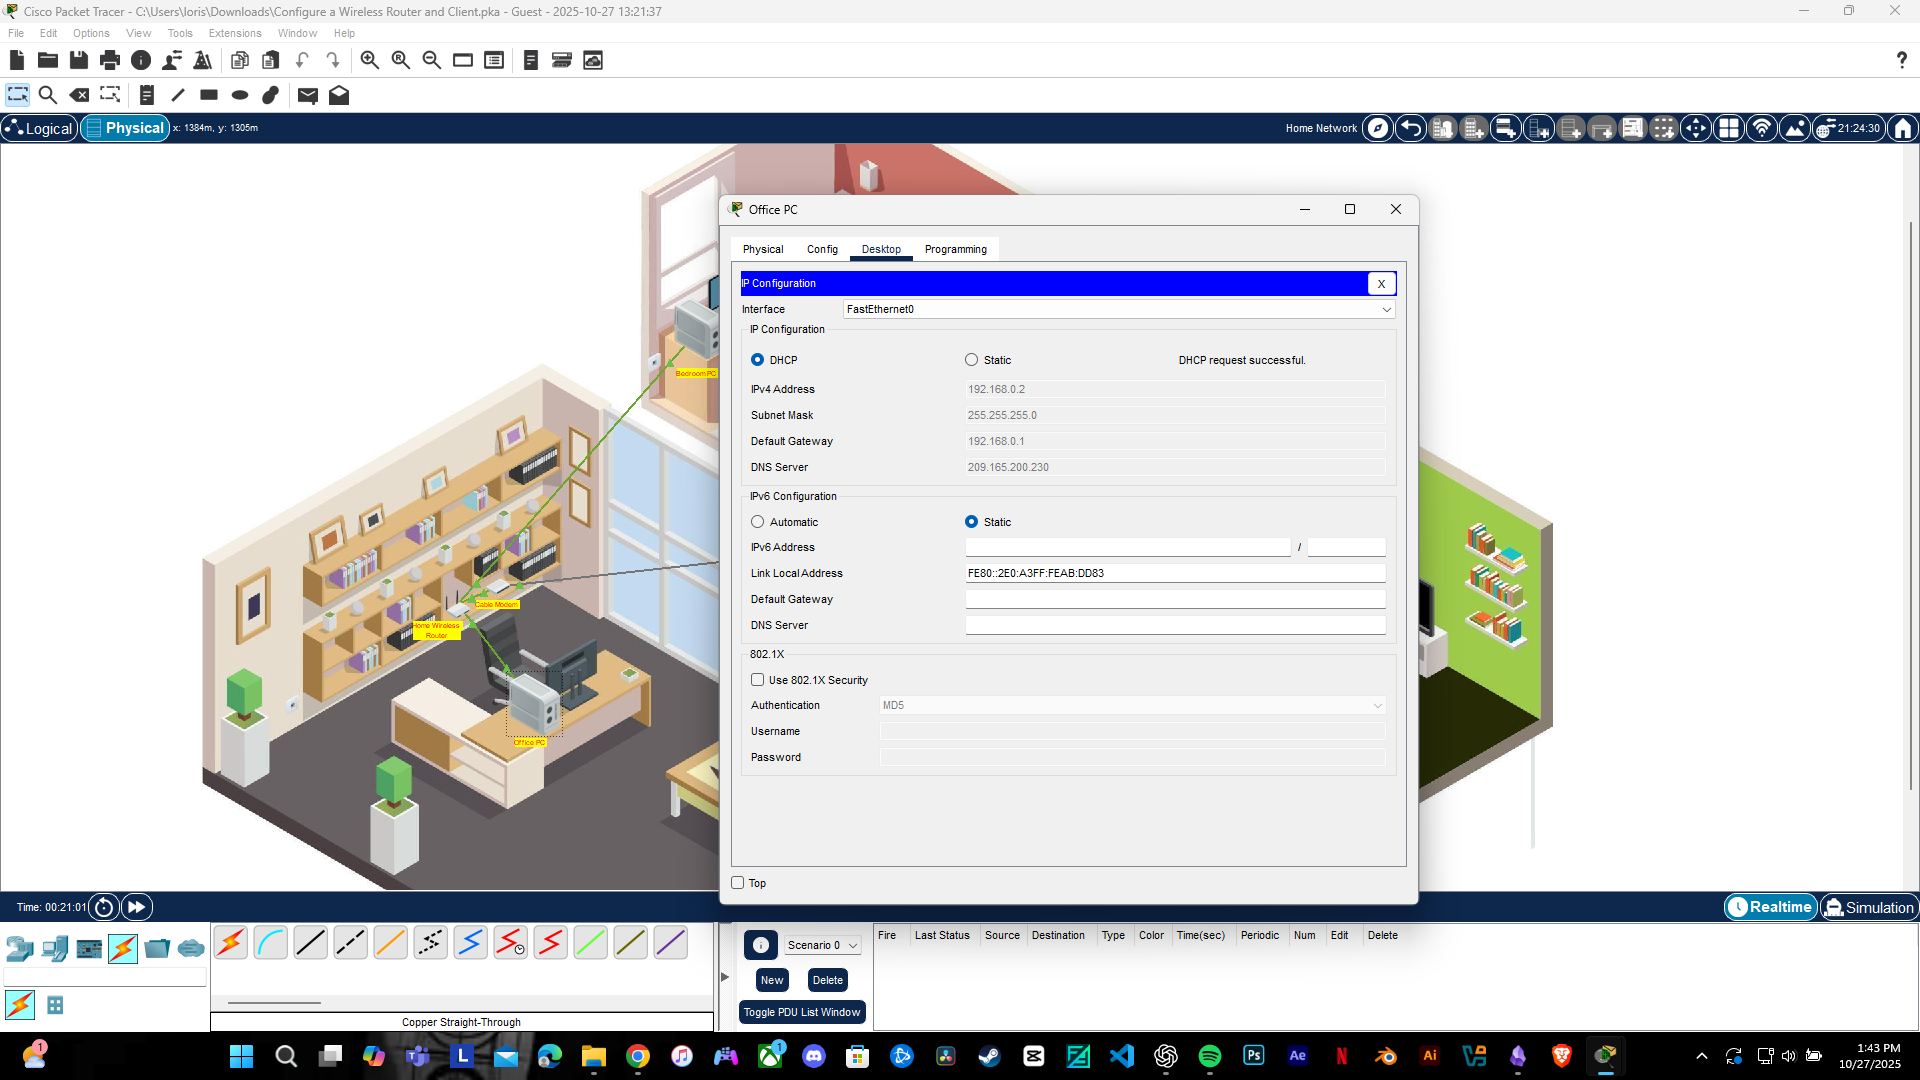 Cisco Packet Tracer - C:\Users\loris\Downloads\Configure a Wireless Router and Client.pka - Guest - 2025-10-27 13:21:37
File Edit Options View Tools Extensions Window Help
Logical Physical x: 1384m, y: 1305m Home Network 21:24:30
Office PC
Physical Config Desktop Programming
IP Configuration X
Interface FastEthernet0
IP Configuration
DHCP Static DHCP request successful.
IPv4 Address 192.168.0.2
Subnet Mask 255.255.255.0
Default Gateway 192.168.0.1
DNS Server 209.165.200.230
IPv6 Configuration
Automatic Static
IPv6 Address /
Link Local Address FE80::2E0:A3FF:FEAB:DD83
Default Gateway
DNS Server
802.1X
Use 802.1X Security
Authentication MD5
Username
Password
Top
Bedroom PC
Cable Modem
Home Wireless
Router
Office PC
Time: 00:21:01 Realtime Simulation
Scenario 0
New Delete
Toggle PDU List Window
Fire Last Status Source Destination Type Color Time(sec) Periodic Num Edit Delete
Copper Straight-Through
1:43 PM
10/27/2025